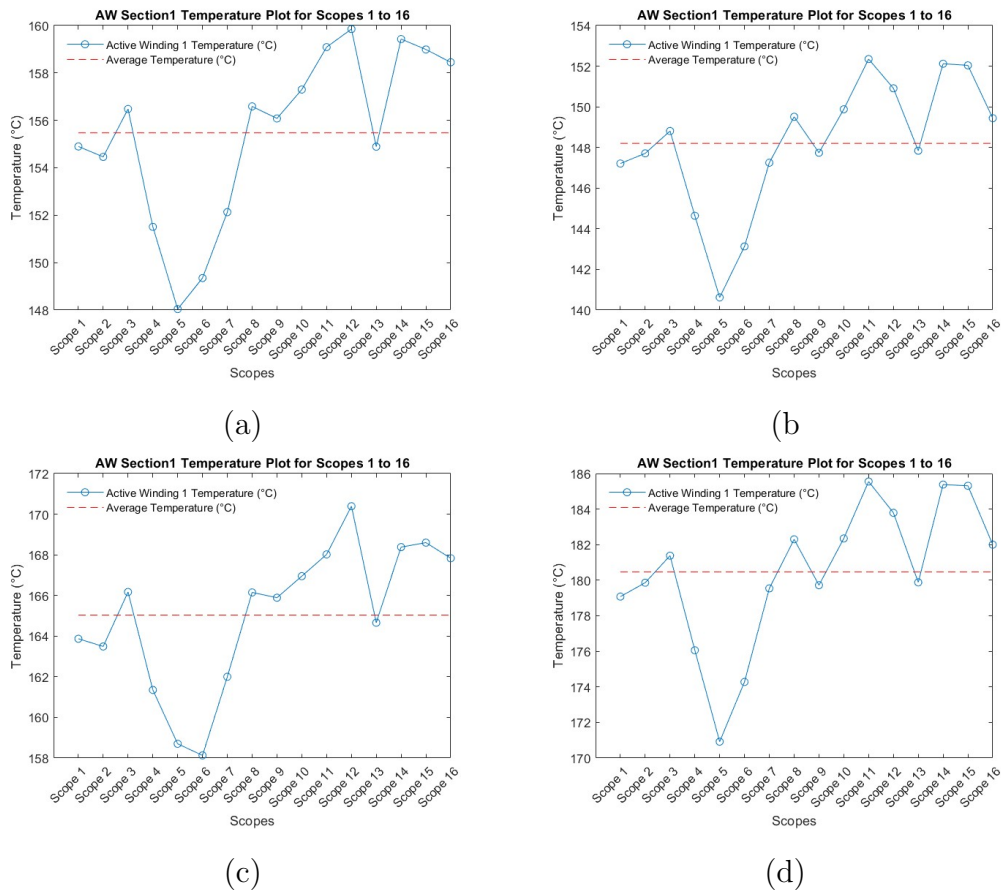 AW Section1 Temperature Plot for Scopes 1 to 16
160
158
156
154
152
150
148
Temperature (°C)
Active Winding 1 Temperature (°C)
Average Temperature (°C)
Scope 1 Scope 2 Scope 3 Scope 4 Scope 5 Scope 6 Scope 7 Scope 8 Scope 9 Scope 10 Scope 11 Scope 12 Scope 13 Scope 14 Scope 15 Scope 16
Scopes
(a)
AW Section1 Temperature Plot for Scopes 1 to 16
154
152
150
148
146
144
142
140
Temperature (°C)
Active Winding 1 Temperature (°C)
Average Temperature (°C)
Scope 1 Scope 2 Scope 3 Scope 4 Scope 5 Scope 6 Scope 7 Scope 8 Scope 9 Scope 10 Scope 11 Scope 12 Scope 13 Scope 14 Scope 15 Scope 16
Scopes
(b
AW Section1 Temperature Plot for Scopes 1 to 16
172
170
168
166
164
162
160
158
Temperature (°C)
Active Winding 1 Temperature (°C)
Average Temperature (°C)
Scope 1 Scope 2 Scope 3 Scope 4 Scope 5 Scope 6 Scope 7 Scope 8 Scope 9 Scope 10 Scope 11 Scope 12 Scope 13 Scope 14 Scope 15 Scope 16
Scopes
(c)
AW Section1 Temperature Plot for Scopes 1 to 16
186
184
182
180
178
176
174
172
170
Temperature (°C)
Active Winding 1 Temperature (°C)
Average Temperature (°C)
Scope 1 Scope 2 Scope 3 Scope 4 Scope 5 Scope 6 Scope 7 Scope 8 Scope 9 Scope 10 Scope 11 Scope 12 Scope 13 Scope 14 Scope 15 Scope 16
Scopes
(d)